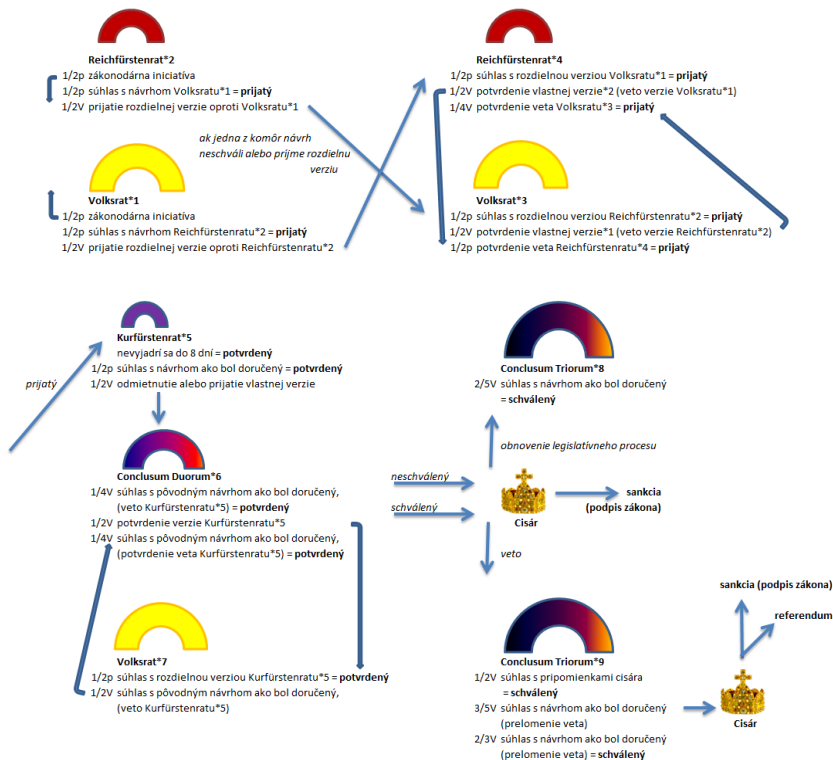 Reichfürstenrat*2
1/2p zákonodárna iniciatíva
1/2p súhlas s návrhom Volksratu*1 = prijatý
1/2V prijatie rozdielnej verzie oproti Volksratu*1
ak jedna z komôr návrh
neschváli alebo prijme rozdielnu
verziu
Volksrat*1
1/2p zákonodárna iniciatíva
1/2p súhlas s návrhom Reichfürstenratu*2 = prijatý
1/2V prijatie rozdielnej verzie oproti Reichfürstenratu*2
Reichfürstenrat*4
1/2p súhlas s rozdielnou verziou Volksratu*1 = prijatý
1/2V potvrdenie vlastnej verzie*2 (veto verzie Volksratu*1)
1/4V potvrdenie veta Volksratu*3 = prijatý
Volksrat*3
1/2p súhlas s rozdielnou verziou Reichfürstenratu*2 = prijatý
1/2V potvrdenie vlastnej verzie*1 (veto verzie Reichfürstenratu*2)
1/2p potvrdenie veta Reichfürstenratu*4 = prijatý
prijatý
Kurfürstenrat*5
nevyjadrí sa do 8 dní = potvrdený
1/2p súhlas s návrhom ako bol doručený = potvrdený
1/2V odmietnutie alebo prijatie vlastnej verzie
Conclusum Duorum*6
1/4V súhlas s pôvodným návrhom ako bol doručený,
(veto Kurfürstenratu*5) = potvrdený
1/2V potvrdenie verzie Kurfürstenratu*5
1/4V súhlas s pôvodným návrhom ako bol doručený,
(potvrdenie veta Kurfürstenratu*5) = potvrdený
Volksrat*7
1/2p súhlas s rozdielnou verziou Kurfürstenratu*5 = potvrdený
1/2V súhlas s pôvodným návrhom ako bol doručený,
(veto Kurfürstenratu*5)
Conclusum Triorum*8
2/5V súhlas s návrhom ako bol doručený
= schválený
obnovenie legislatívneho procesu
neschválený
schválený
Cisár
sankcia
(podpis zákona)
veto
Conclusum Triorum*9
1/2V súhlas s pripomienkami cisára
= schválený
3/5V súhlas s návrhom ako bol doručený
(prelomenie veta)
2/3V súhlas s návrhom ako bol doručený
(prelomenie veta) = schválený
sankcia (podpis zákona)
referendum
Cisár